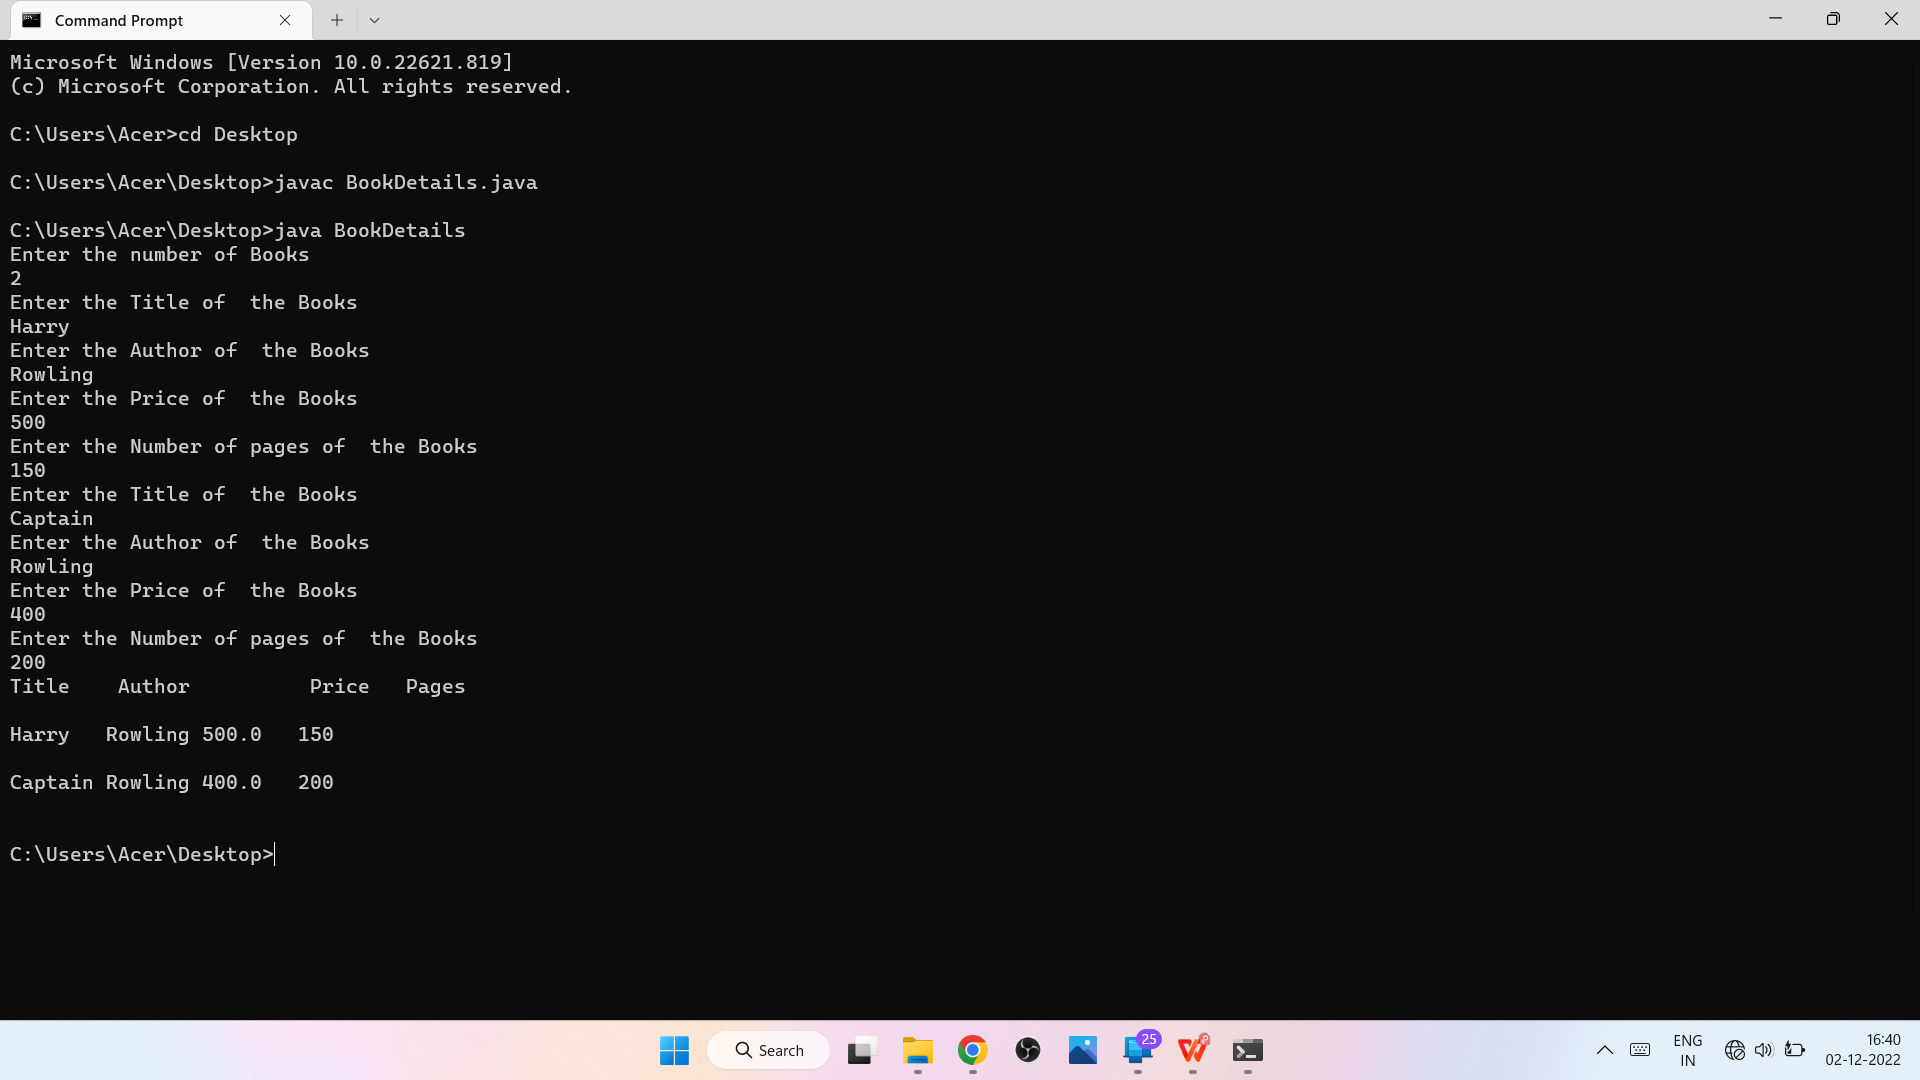 Command Prompt
Microsoft Windows [Version 10.0.22621.819]
(c) Microsoft Corporation. All rights reserved.
C:\Users\Acer>cd Desktop
C:\Users\Acer\Desktop>javac BookDetails.java
C:\Users\Acer\Desktop>java BookDetails
Enter the number of Books
2
Enter the Title of  the Books
Harry
Enter the Author of  the Books
Rowling
Enter the Price of  the Books
500
Enter the Number of pages of  the Books
150
Enter the Title of  the Books
Captain
Enter the Author of  the Books
Rowling
Enter the Price of  the Books
400
Enter the Number of pages of  the Books
200
Title    Author          Price   Pages
Harry   Rowling 500.0   150
Captain Rowling 400.0   200
C:\Users\Acer\Desktop>
Search
25
ENG
IN
16:40
02-12-2022